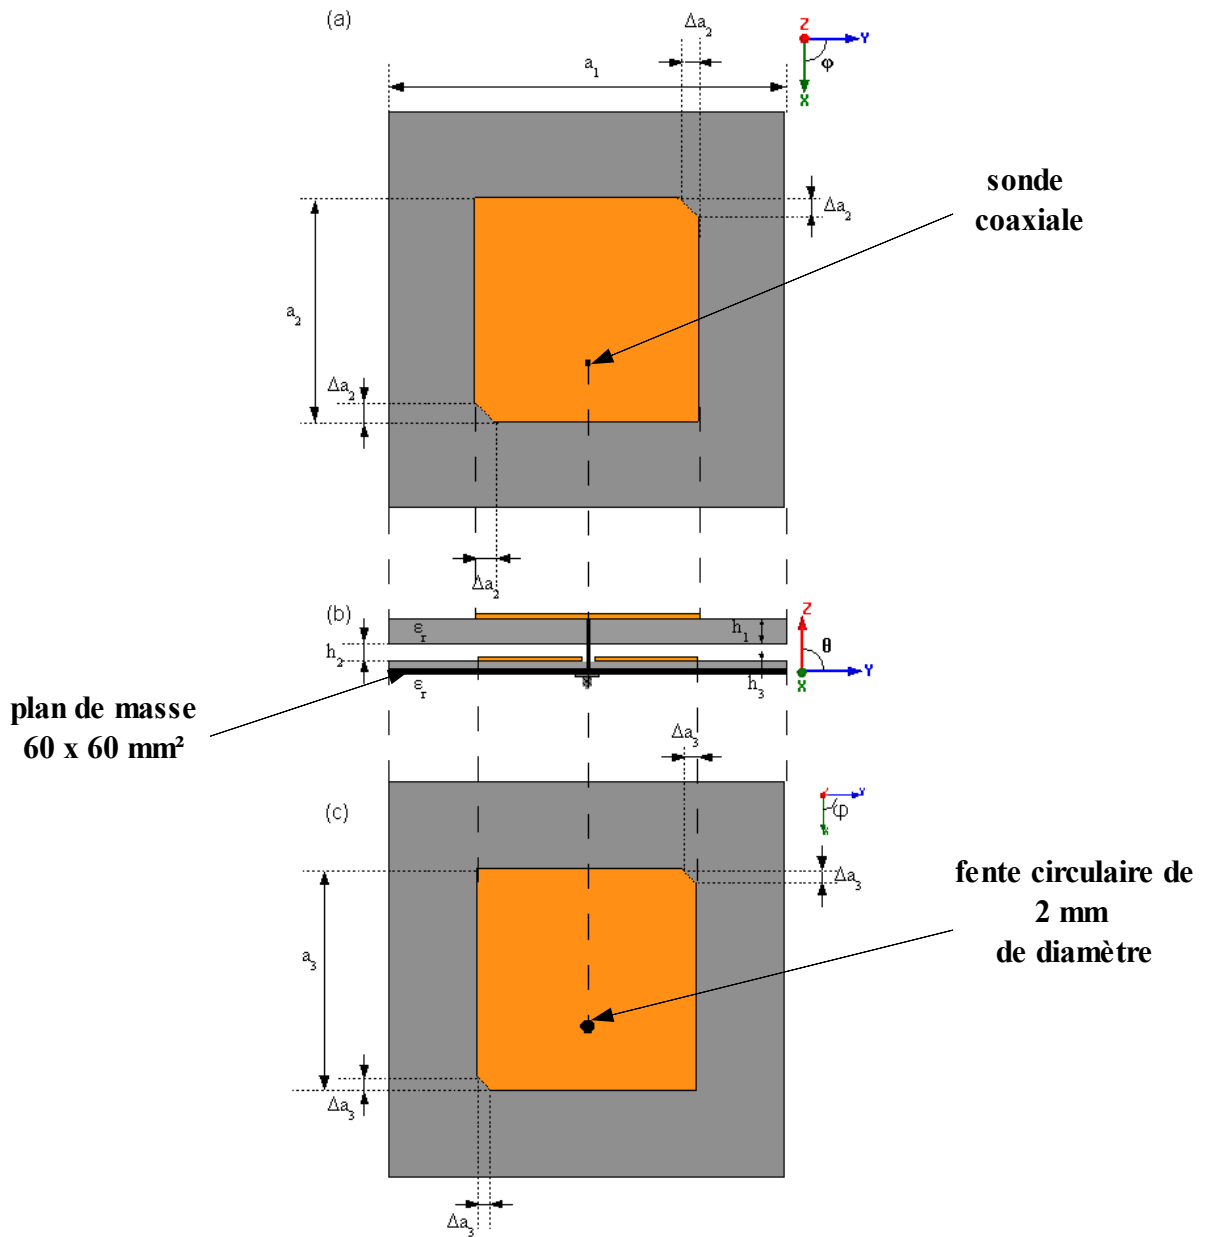 (a)
Δa₂
a₁
Z
Y
φ
X
sonde
coaxiale
Δa₂
a₂
Δa₂
Δa₂
(b)
εᵣ
h₁
Z
θ
h₂
Y
X
εᵣ
h₃
plan de masse
60 x 60 mm²
Δa₃
(c)
φ
Δa₃
fente circulaire de
2 mm
de diamètre
a₃
Δa₃
Δa₃